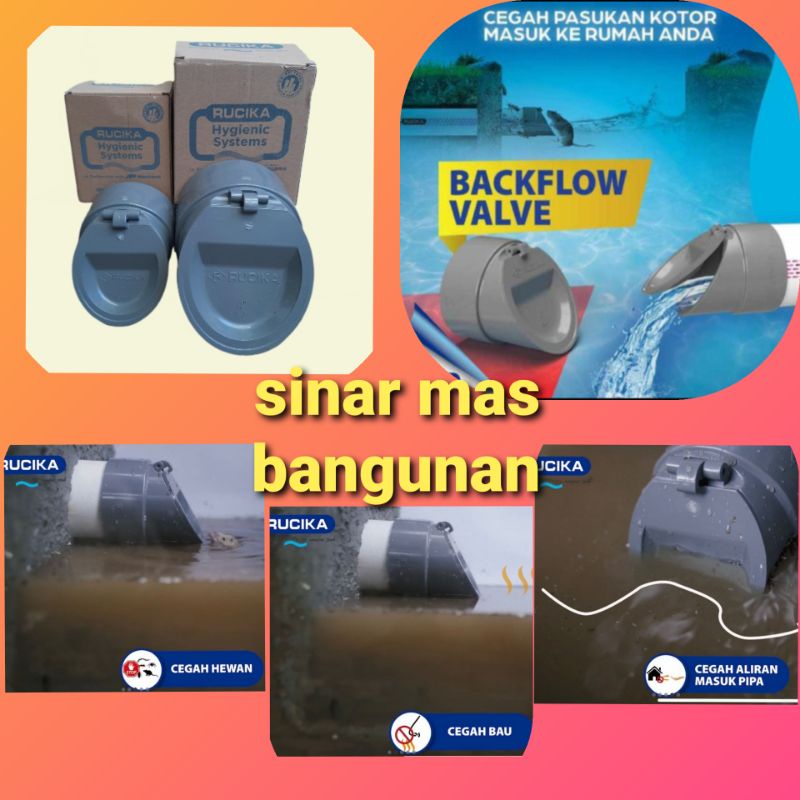 RUCIKA
Hygienic
Systems
RUCIKA
Hygienic
Systems
RUCIKA
RUCIKA
CEGAH PASUKAN KOTOR
MASUK KE RUMAH ANDA
BACKFLOW
VALVE
sinar mas
bangunan
RUCIKA
CEGAH HEWAN
RUCIKA
CEGAH BAU
RUCIKA
CEGAH ALIRAN
MASUK PIPA